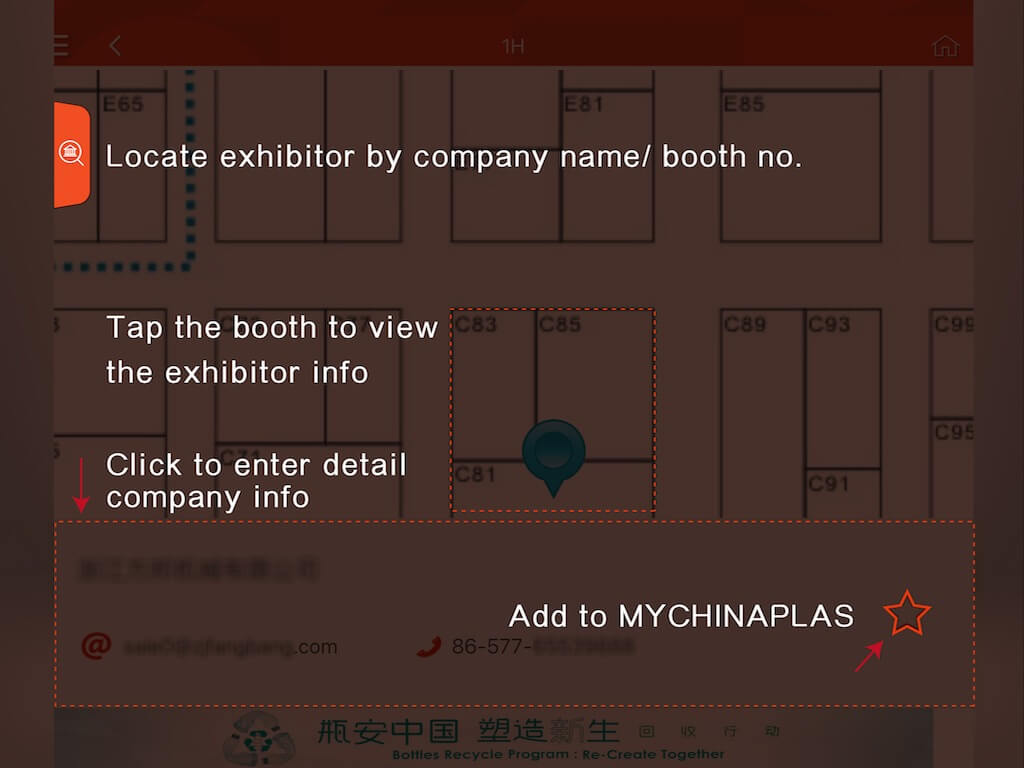 1H
E65
E81
E85
Locate exhibitor by company name/ booth no.
Tap the booth to view
the exhibitor info
C83
C85
C89
C93
C99
Click to enter detail
company info
C81
C91
C95
Add to MYCHINAPLAS
.com
86-577-
瓶安中国 塑造新生 回收行动
Bottles Recycle Program : Re-Create Together